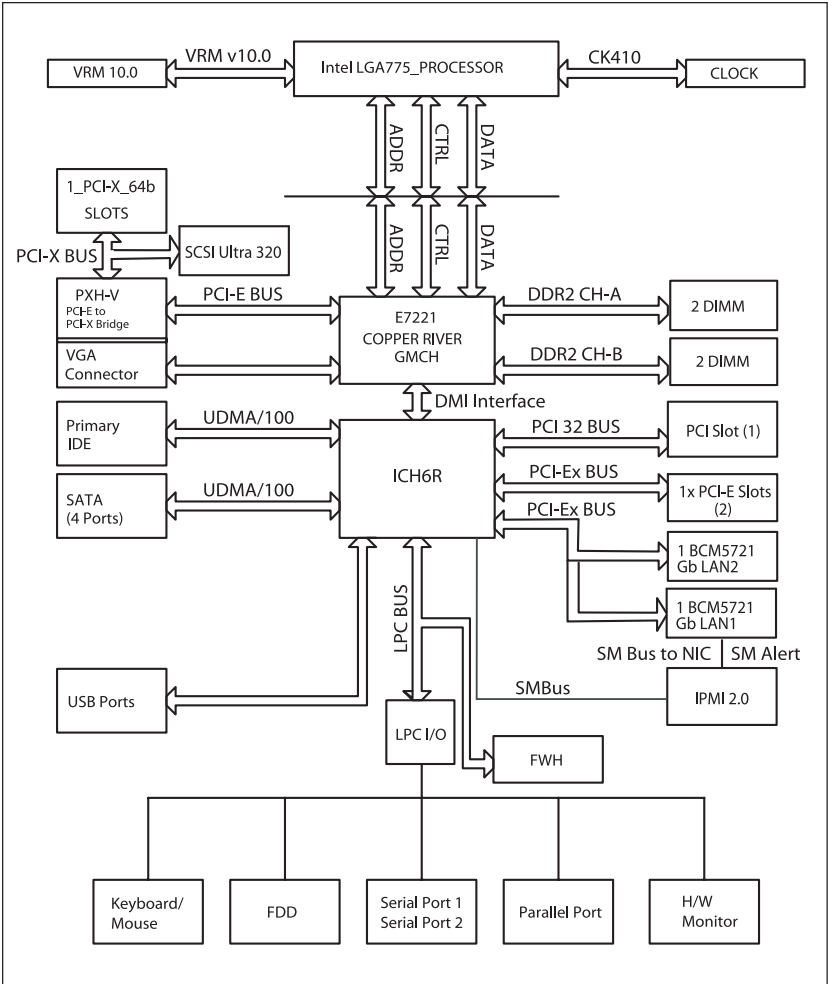 VRM 10.0
VRM v10.0
Intel LGA775_PROCESSOR
CK410
CLOCK
ADDR
CTRL
DATA
1_PCI-X_64b
SLOTS
PCI-X BUS
SCSI Ultra 320
ADDR
CTRL
DATA
PXH-V
PCI-E to
PCI-X Bridge
PCI-E BUS
VGA
Connector
E7221
COPPER RIVER
GMCH
DDR2 CH-A
2 DIMM
DDR2 CH-B
2 DIMM
DMI Interface
Primary
IDE
UDMA/100
SATA
(4 Ports)
UDMA/100
ICH6R
PCI 32 BUS
PCI Slot (1)
PCI-Ex BUS
1x PCI-E Slots
(2)
PCI-Ex BUS
1 BCM5721
Gb LAN2
1 BCM5721
Gb LAN1
LPC BUS
SM Bus to NIC
SM Alert
USB Ports
SMBus
IPMI 2.0
LPC I/O
FWH
Keyboard/
Mouse
FDD
Serial Port 1
Serial Port 2
Parallel Port
H/W
Monitor